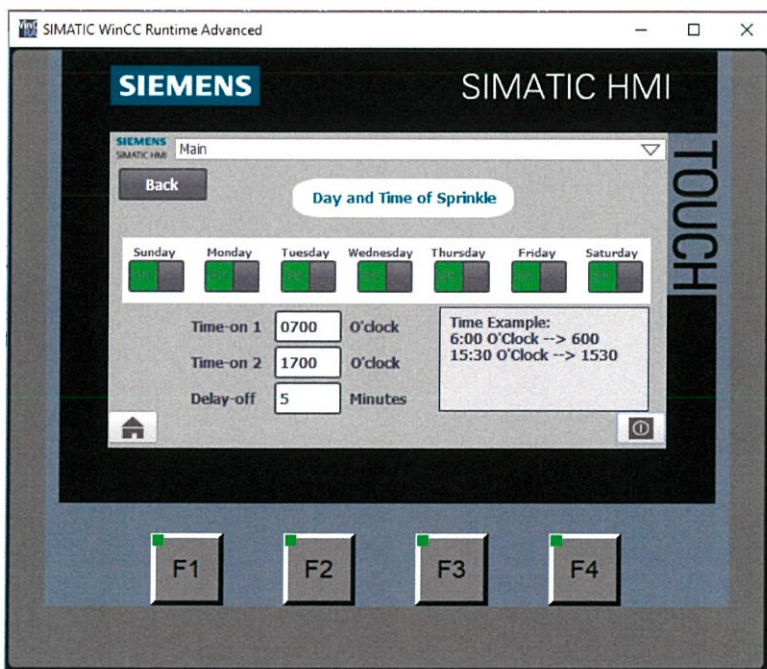 SIMATIC WinCC Runtime Advanced
SIEMENS
SIMATIC HMI
TOUCH
SIEMENS
SIMATIC HMI
Main
Back
Day and Time of Sprinkle
Sunday Monday Tuesday Wednesday Thursday Friday Saturday
Time-on 1 0700 O'clock
Time-on 2 1700 O'clock
Delay-off 5 Minutes
Time Example:
6:00 O'Clock --> 600
15:30 O'Clock --> 1530
F1 F2 F3 F4